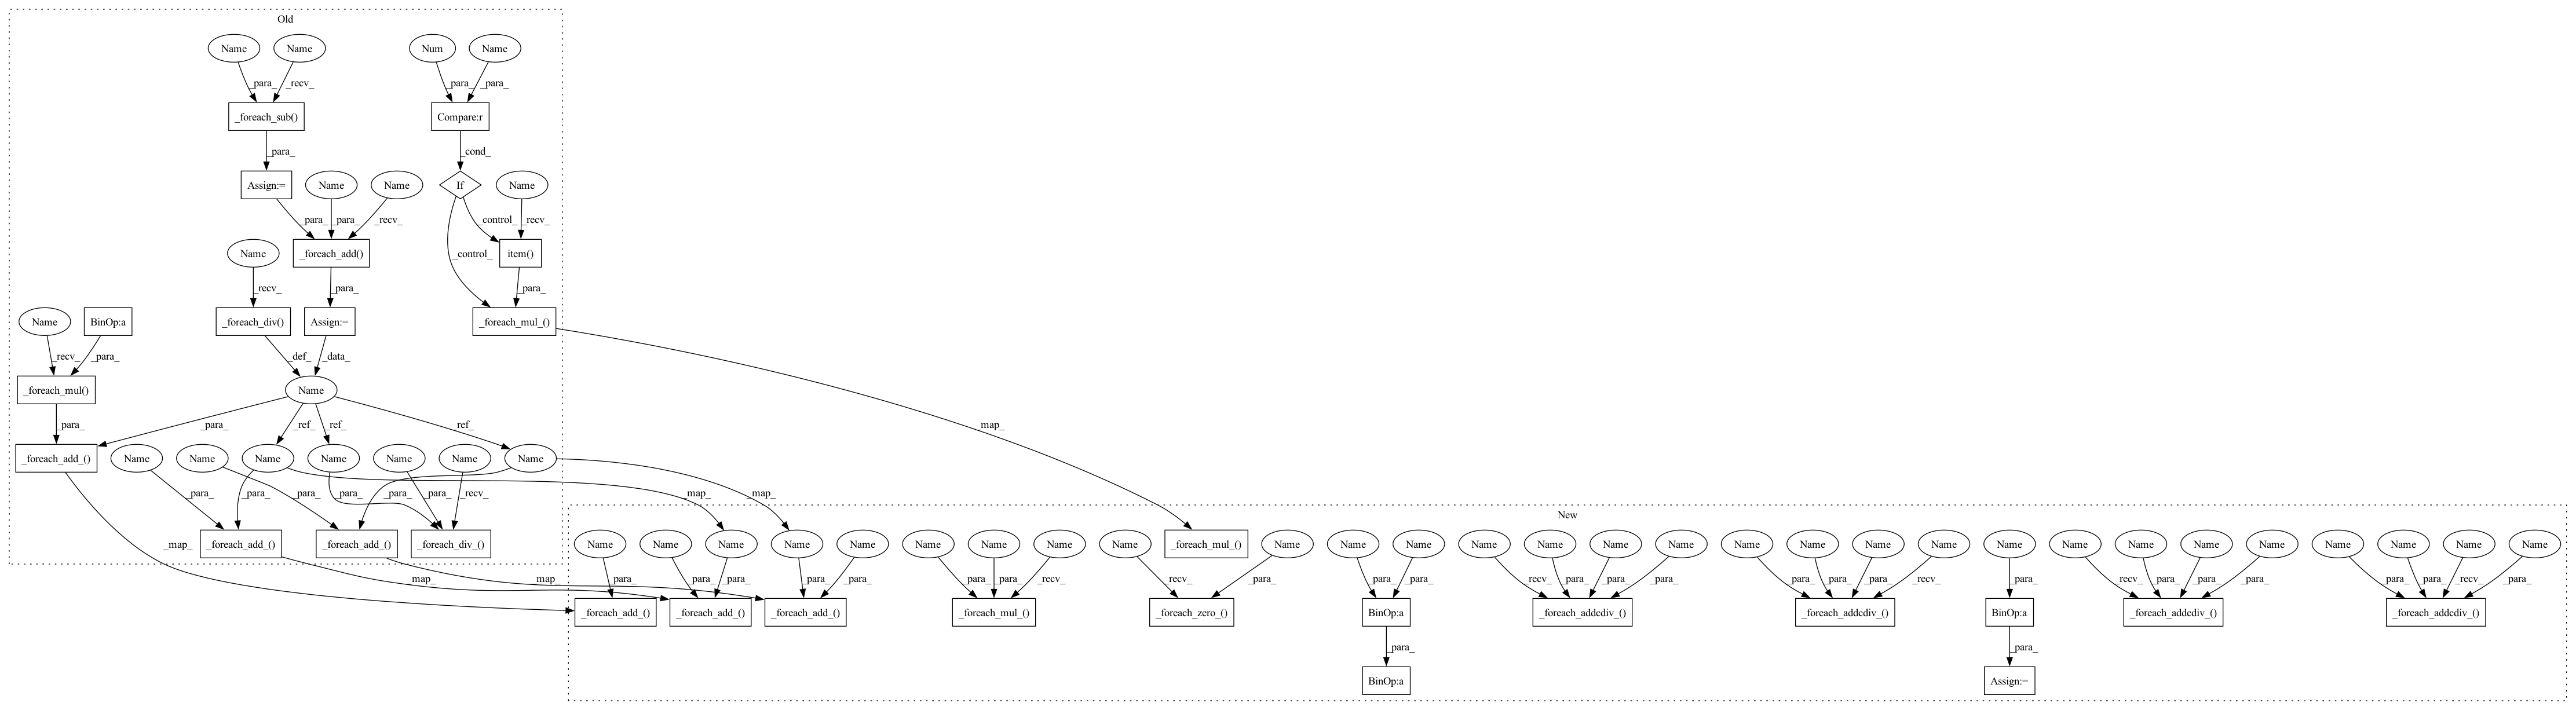 Old
Name Name Num Name
_para_ _recv_ _para_ _para_
_foreach_sub() Compare:r
_para_ _cond_
Assign:= Name Name If Name
_para_ _para_ _recv_ _control_ _recv_
Name _foreach_add() _control_ item()
_recv_ _para_ _para_
Name BinOp:a _foreach_div() Assign:= _foreach_mul_()
_recv_ _para_ _def_ _data_
_foreach_mul() Name
_para_ _para_ _ref_ _ref_ _ref_ _map_
_foreach_add_() Name Name Name Name Name Name Name
_para_ _para_ _para_ _para_ _para_ _para_ _recv_ _map_ _map_
New
_map_ _foreach_add_() _foreach_add_() _foreach_div_() Name Name Name Name Name Name Name Name Name _foreach_mul_() Name Name Name Name Name Name Name Name Name Name Name Name Name Name Name Name Name Name Name Name
_map_ _map_ _para_ _para_ _para_ _para_ _para_ _para_ _para_ _recv_ _recv_ _para_ _para_ _para_ _recv_ _para_ _para_ _para_ _para_ _para_ _para_ _recv_ _para_ _recv_ _para_ _para_ _para_ _para_ _para_ _recv_ _para_
_foreach_add_() _foreach_add_() _foreach_add_() _foreach_mul_() _foreach_zero_() BinOp:a _foreach_addcdiv_() _foreach_addcdiv_() BinOp:a _foreach_addcdiv_() _foreach_addcdiv_()
_para_ _para_
BinOp:a Assign:=